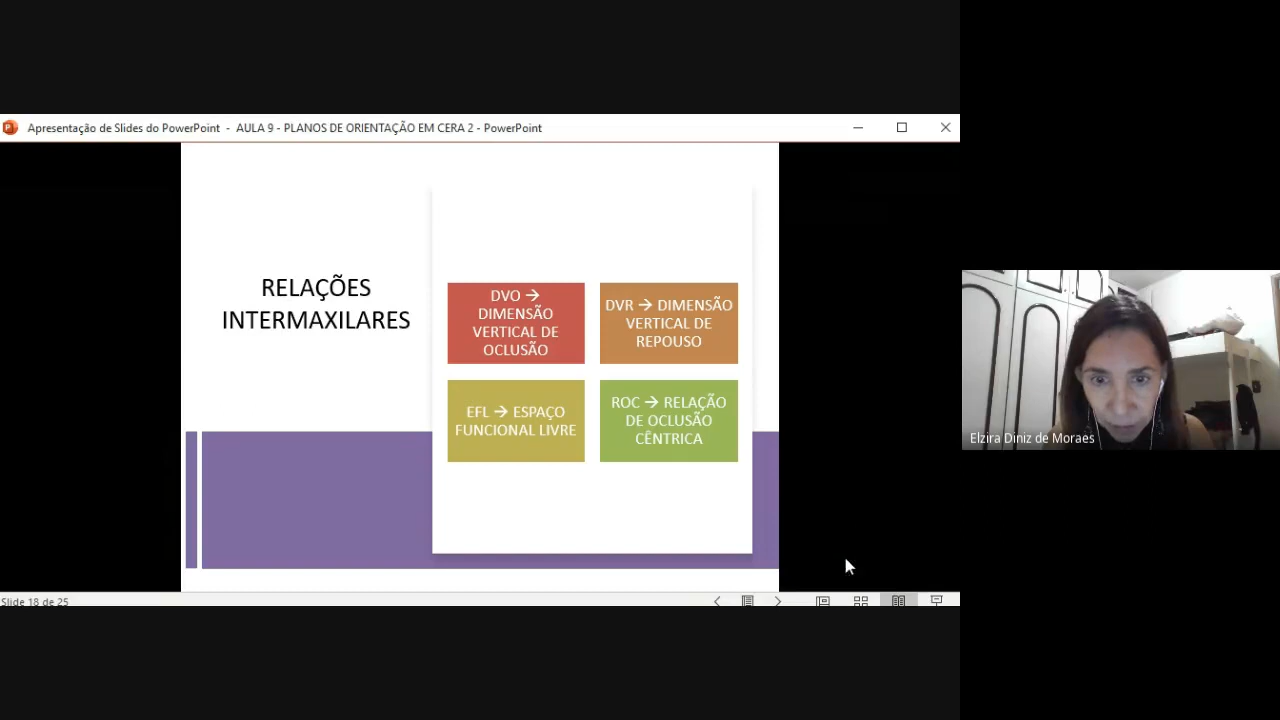 Apresentação de Slides do PowerPoint - AULA 9 - PLANOS DE ORIENTAÇÃO EM CERA 2 - PowerPoint
RELAÇÕES
INTERMAXILARES
DVO →
DIMENSÃO
VERTICAL DE
OCLUSÃO
DVR → DIMENSÃO
VERTICAL DE
REPOUSO
EFL → ESPAÇO
FUNCIONAL LIVRE
ROC → RELAÇÃO
DE OCLUSÃO
CÊNTRICA
Elzira Diniz de Moraes
Slide 18 de 25